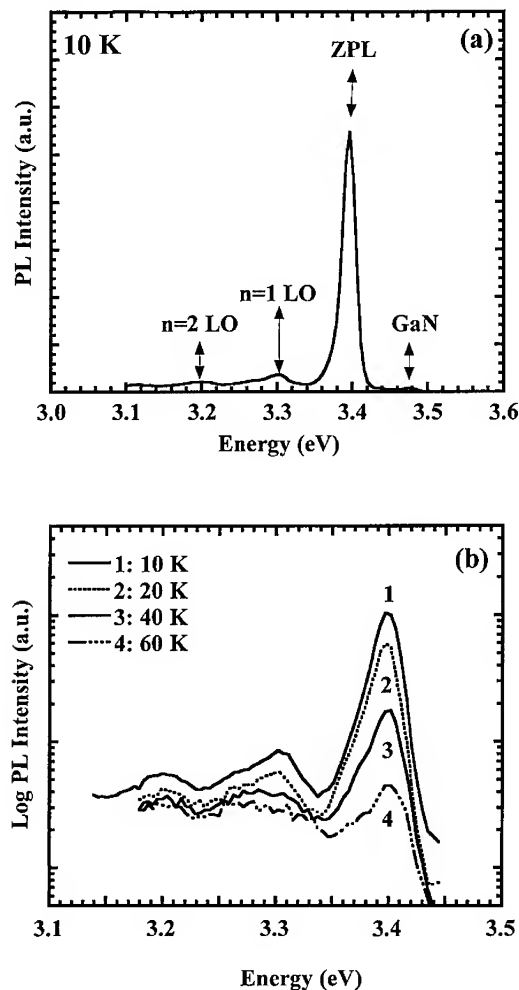 10 K
ZPL
(a)
n=2 LO
n=1 LO
GaN
PL Intensity (a.u.)
3.0 3.1 3.2 3.3 3.4 3.5 3.6
Energy (eV)
(b)
1: 10 K
2: 20 K
3: 40 K
4: 60 K
1
2
3
4
Log PL Intensity (a.u.)
3.1 3.2 3.3 3.4 3.5
Energy (eV)